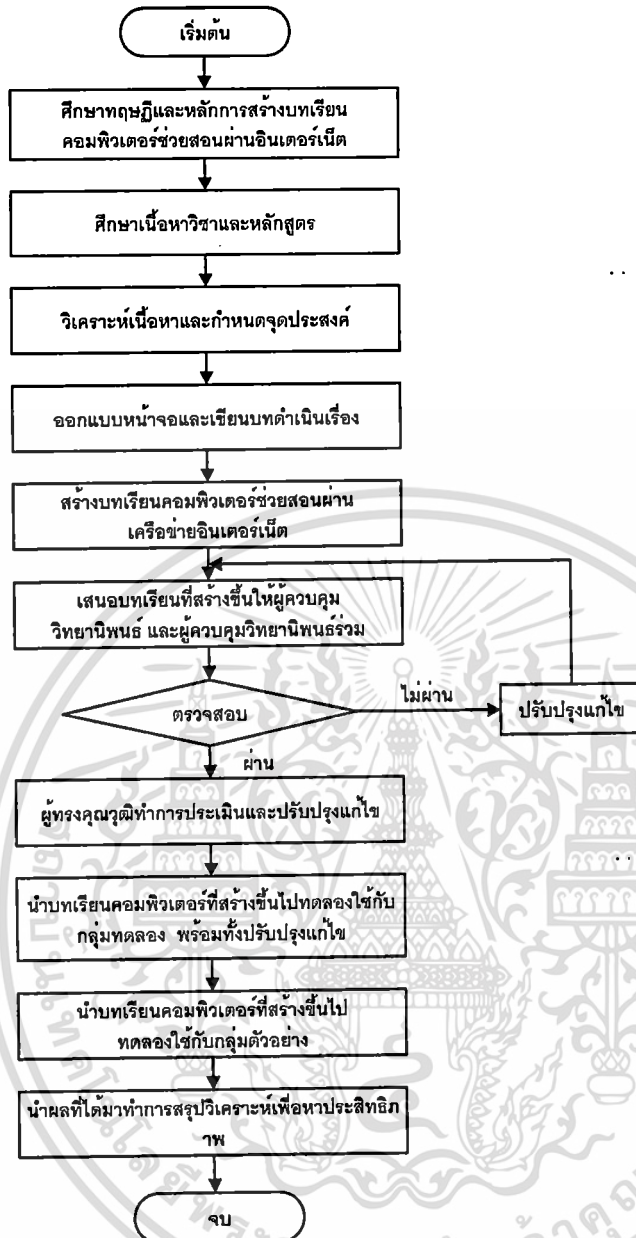 เริ่มต้น
ศึกษาทฤษฎีและหลักการสร้างบทเรียน
คอมพิวเตอร์ช่วยสอนผ่านอินเตอร์เน็ต
ศึกษาเนื้อหาวิชาและหลักสูตร
วิเคราะห์เนื้อหาและกำหนดจุดประสงค์
ออกแบบหน้าจอและเขียนบทดำเนินเรื่อง
สร้างบทเรียนคอมพิวเตอร์ช่วยสอนผ่าน
เครือข่ายอินเตอร์เน็ต
เสนอบทเรียนที่สร้างขึ้นให้ผู้ควบคุม
วิทยานิพนธ์ และผู้ควบคุมวิทยานิพนธ์ร่วม
ตรวจสอบ
ไม่ผ่าน
ปรับปรุงแก้ไข
ผ่าน
ผู้ทรงคุณวุฒิทำการประเมินและปรับปรุงแก้ไข
นำบทเรียนคอมพิวเตอร์ที่สร้างขึ้นไปทดลองใช้กับ
กลุ่มทดลอง พร้อมทั้งปรับปรุงแก้ไข
นำบทเรียนคอมพิวเตอร์ที่สร้างขึ้นไป
ทดลองใช้กับกลุ่มตัวอย่าง
นำผลที่ได้มาทำการสรุปวิเคราะห์เพื่อหาประสิทธิภ
าพ
จบ